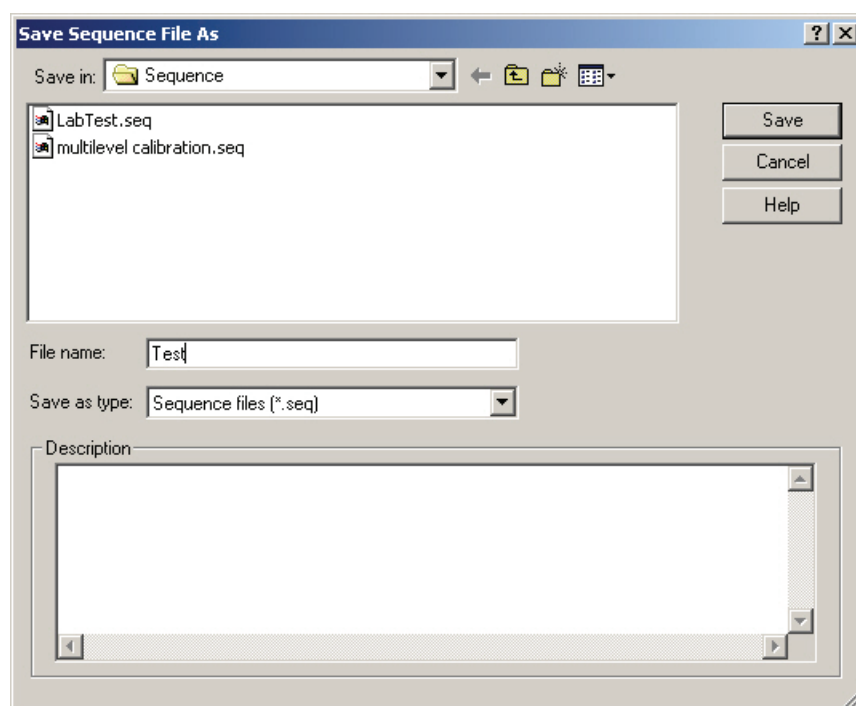 Save Sequence File As
Save in: Sequence
LabTest.seq
multilevel calibration.seq
Save
Cancel
Help
File name: Test
Save as type: Sequence files (*.seq)
Description